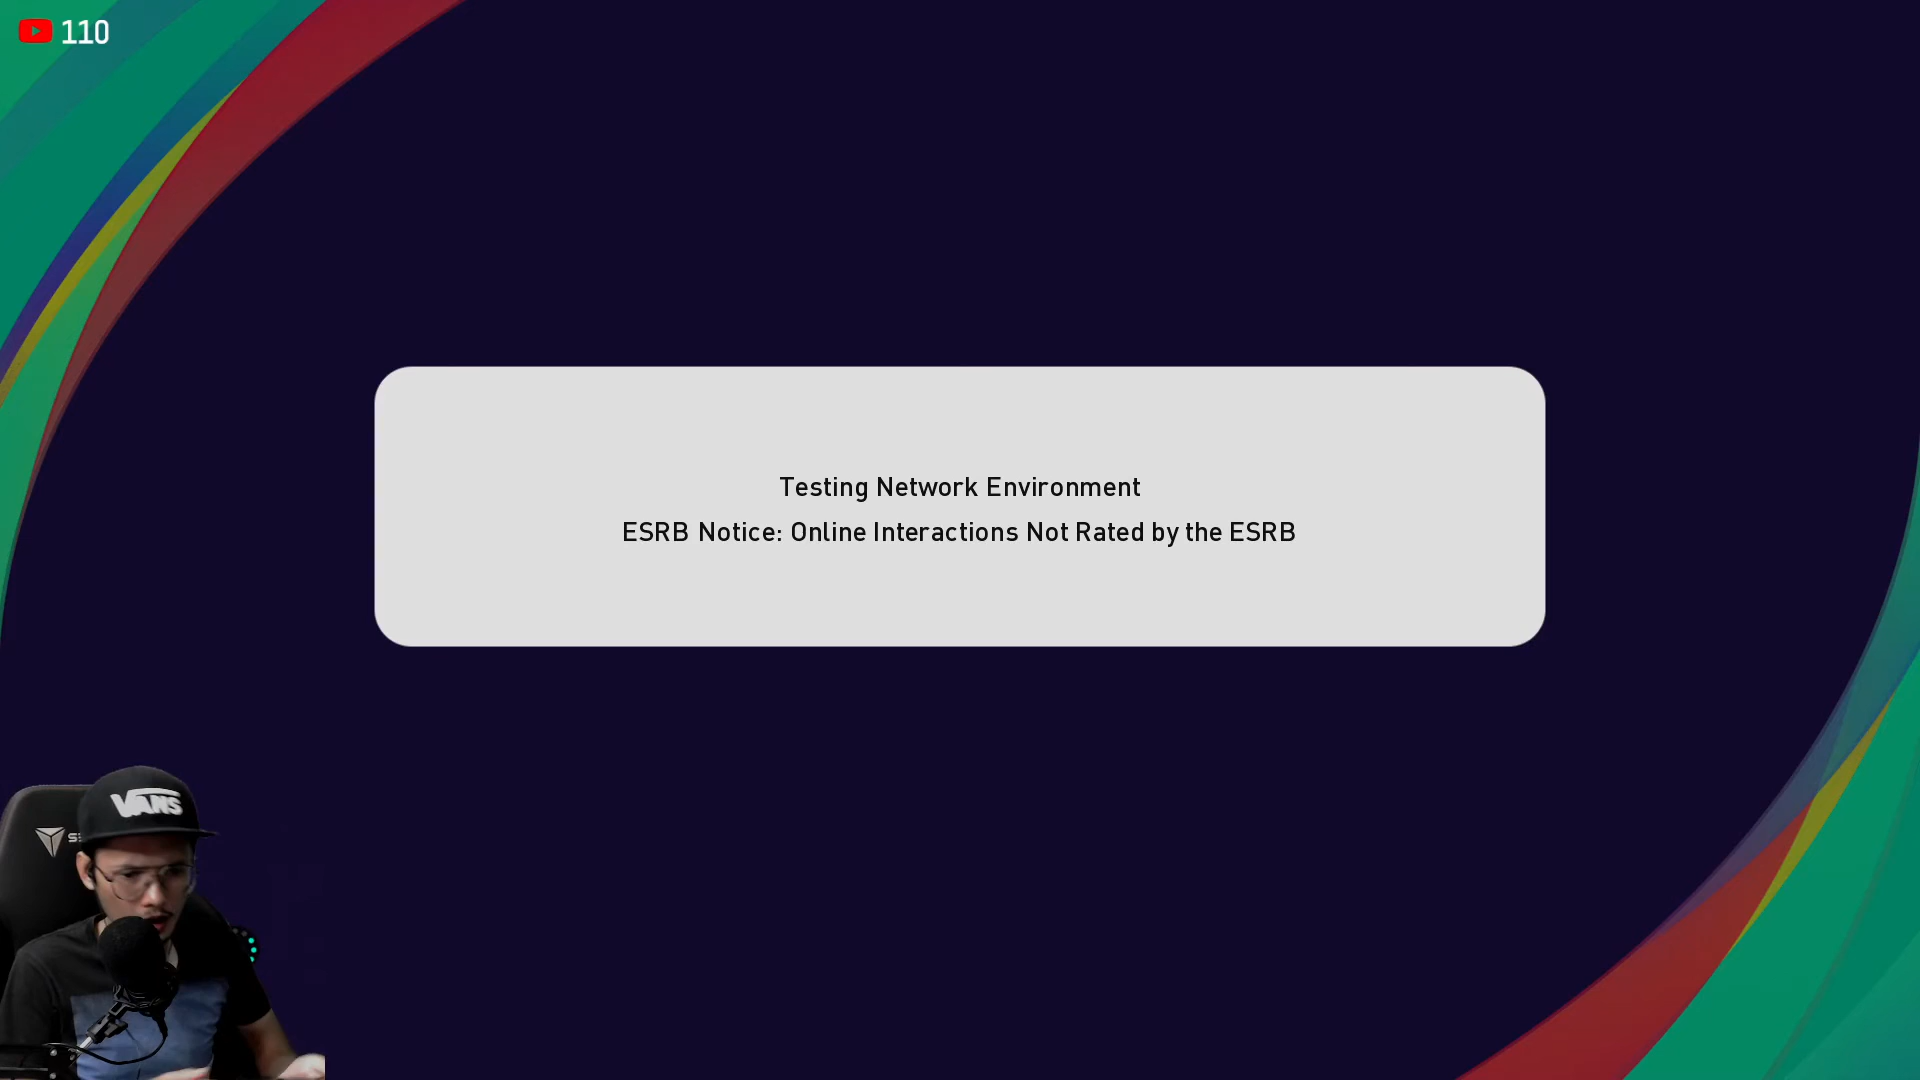 110
Testing Network Environment
ESRB Notice: Online Interactions Not Rated by the ESRB
VANS